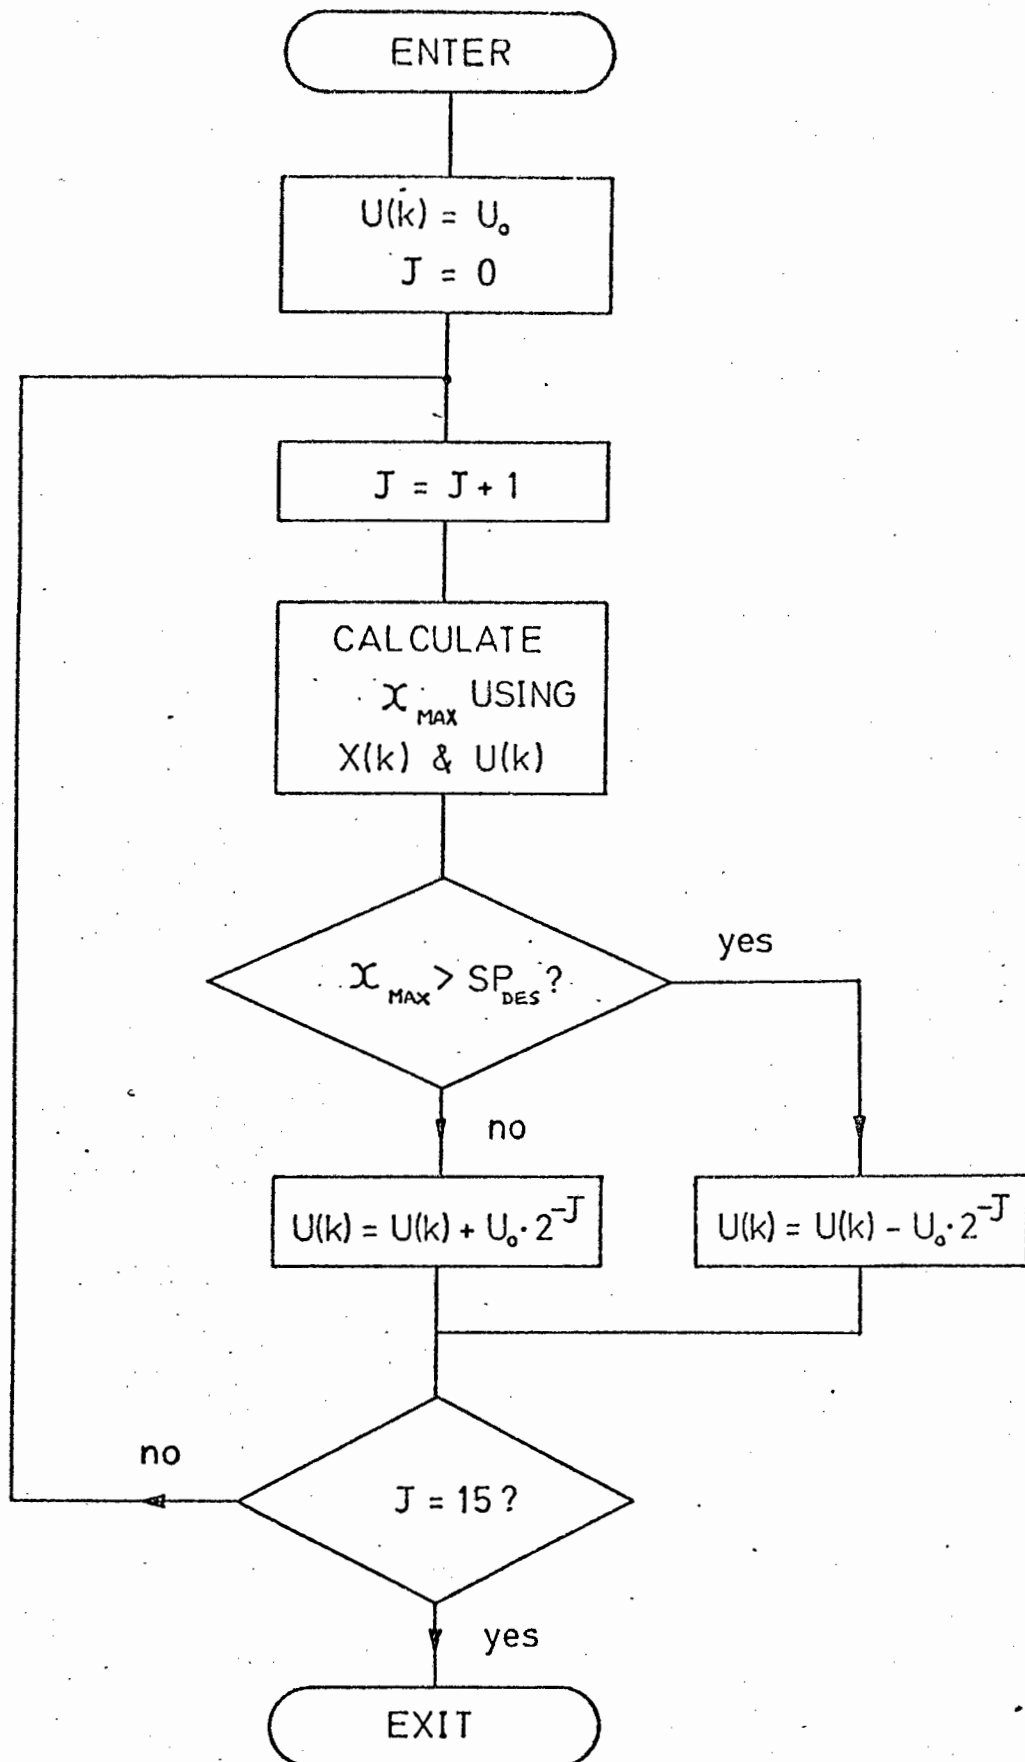 ENTER
U(k) = U₀
J = 0
J = J + 1
CALCULATE
x_MAX USING
X(k) & U(k)
x_MAX > SP_DES ?
yes
no
U(k) = U(k) + U₀·2^-J
U(k) = U(k) - U₀·2^-J
no
J = 15 ?
yes
EXIT